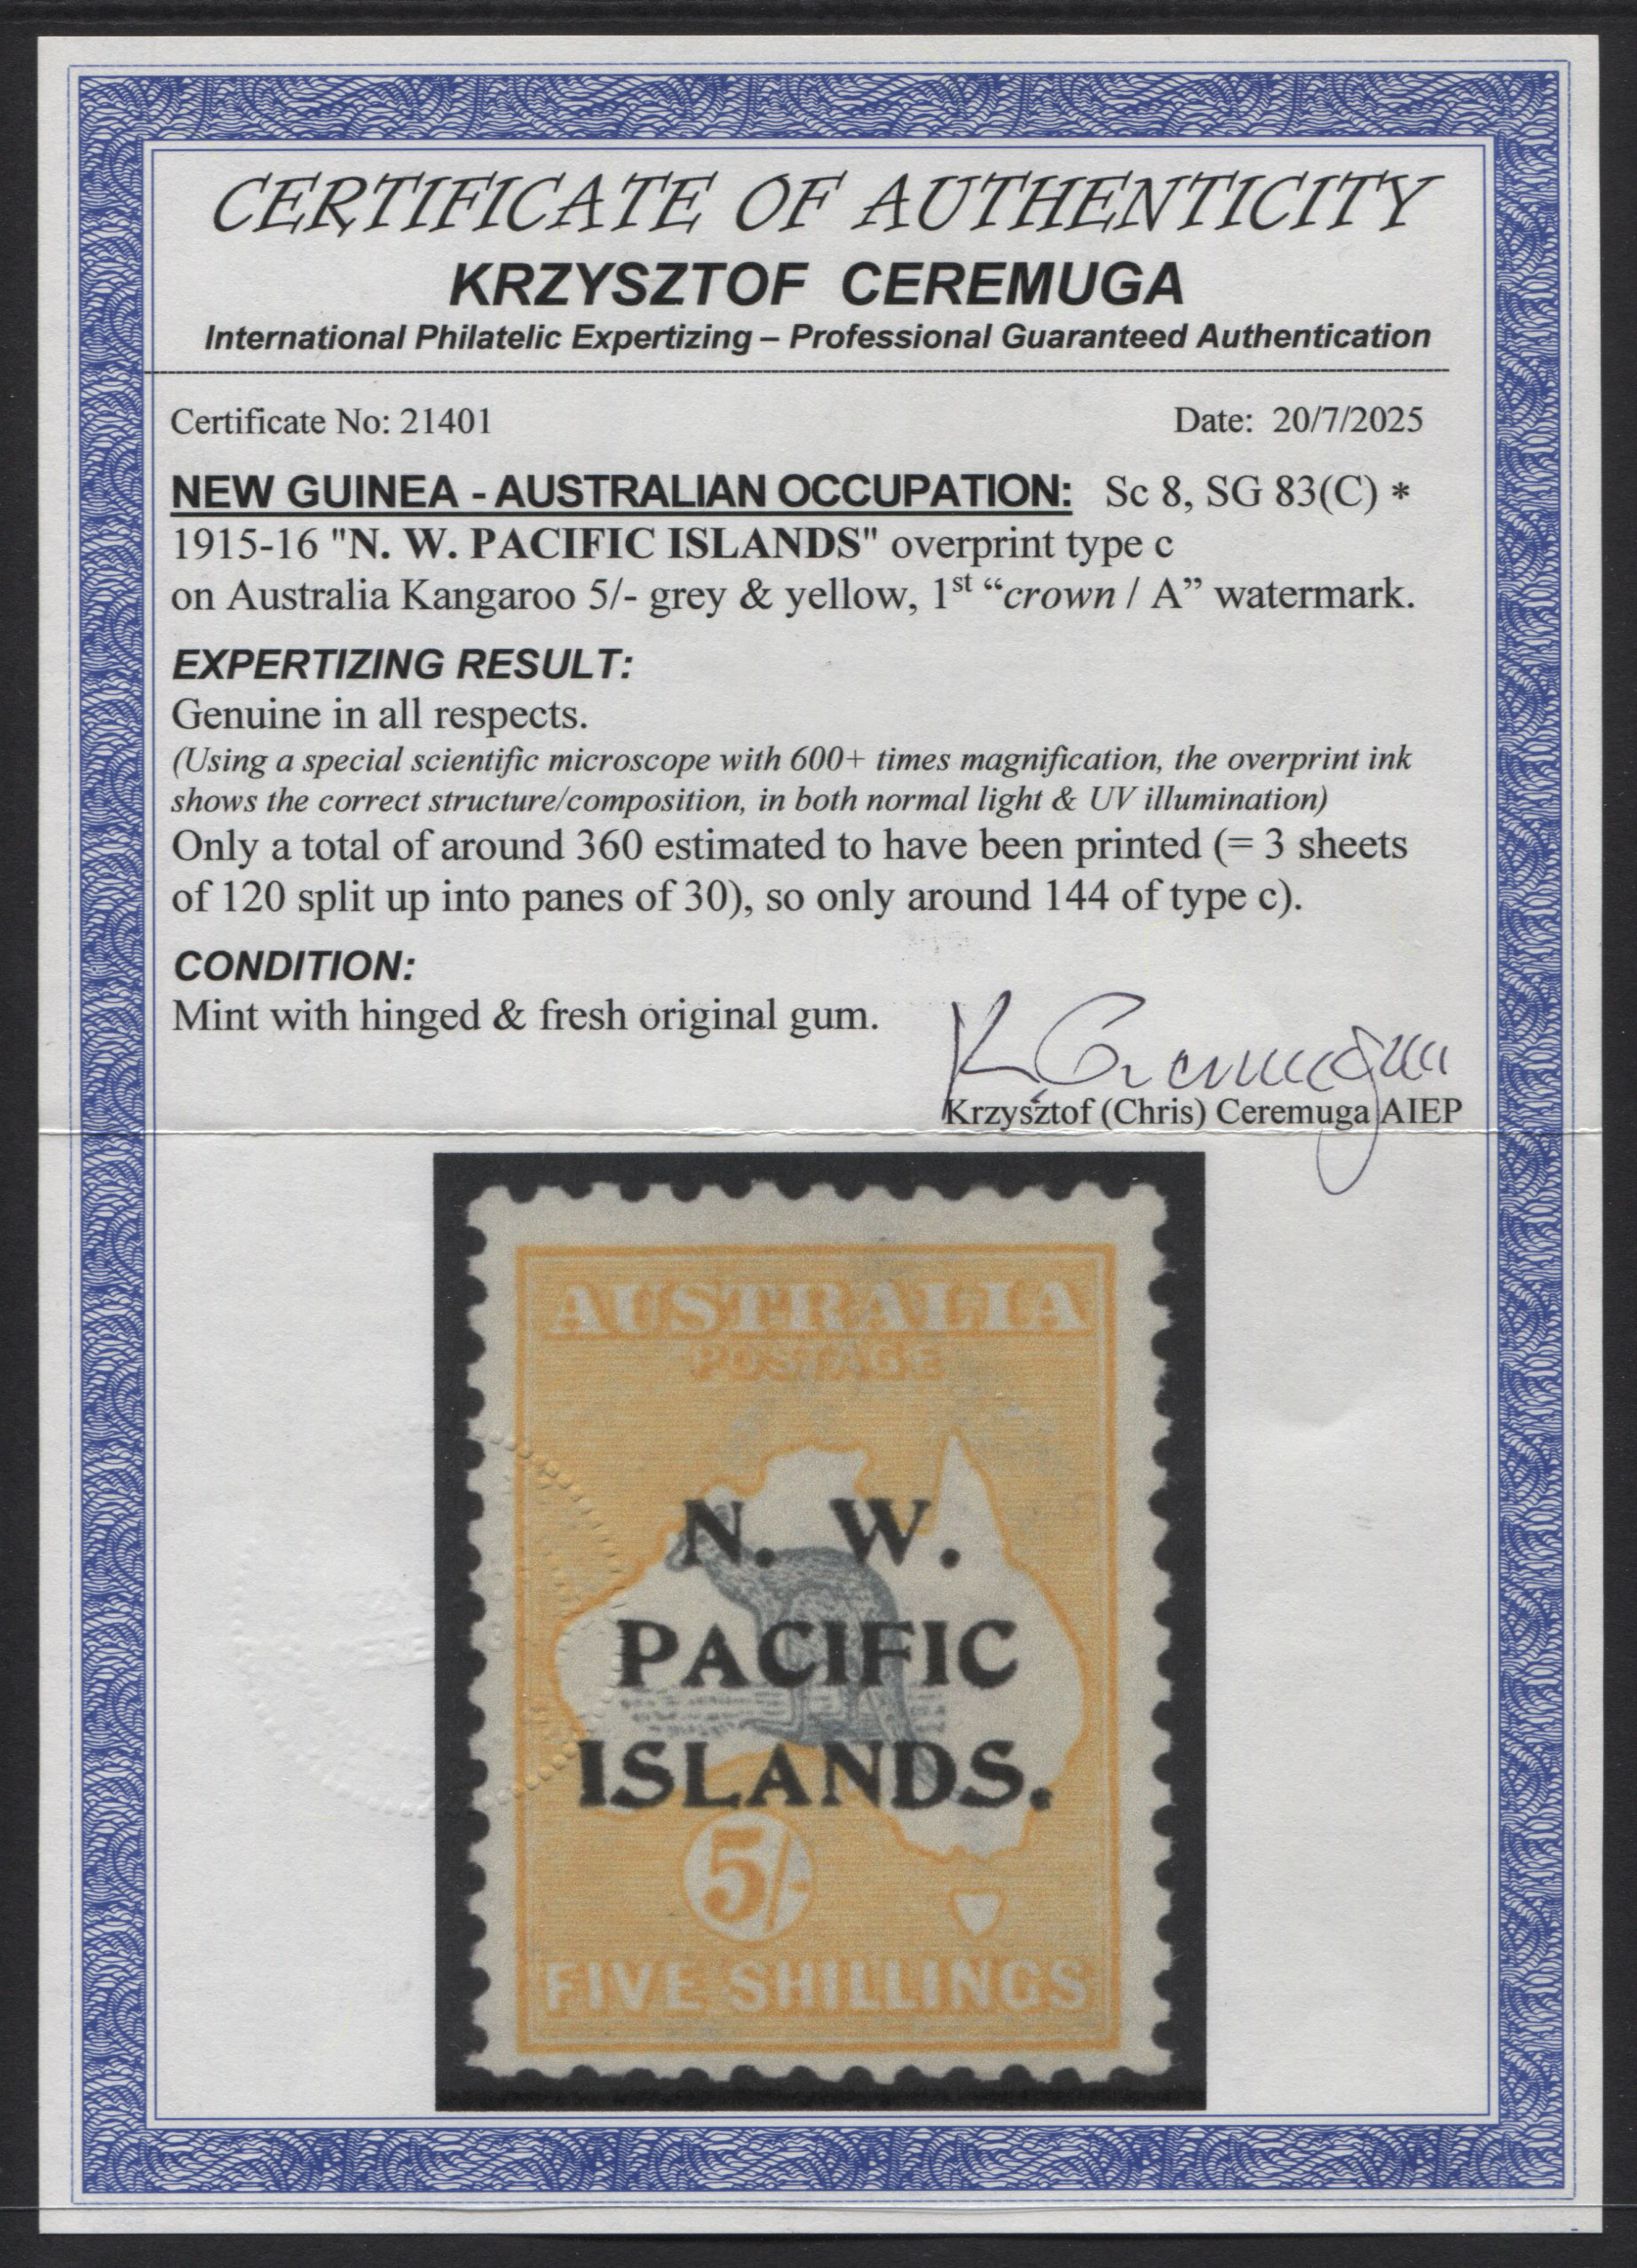 CERTIFICATE OF AUTHENTICITY
KRZYSZTOF CEREMUGA
International Philatelic Expertizing – Professional Guaranteed Authentication
Certificate No: 21401 Date: 20/7/2025
NEW GUINEA - AUSTRALIAN OCCUPATION: Sc 8, SG 83(C) *
1915-16 "N. W. PACIFIC ISLANDS" overprint type c
on Australia Kangaroo 5/- grey & yellow, 1st “crown / A” watermark.
EXPERTIZING RESULT:
Genuine in all respects.
(Using a special scientific microscope with 600+ times magnification, the overprint ink
shows the correct structure/composition, in both normal light & UV illumination)
Only a total of around 360 estimated to have been printed (= 3 sheets
of 120 split up into panes of 30), so only around 144 of type c).
CONDITION:
Mint with hinged & fresh original gum.
K Ceremuga
Krzysztof (Chris) Ceremuga AIEP
AUSTRALIA
POSTAGE
N. W.
PACIFIC
ISLANDS.
5/-
FIVE SHILLINGS